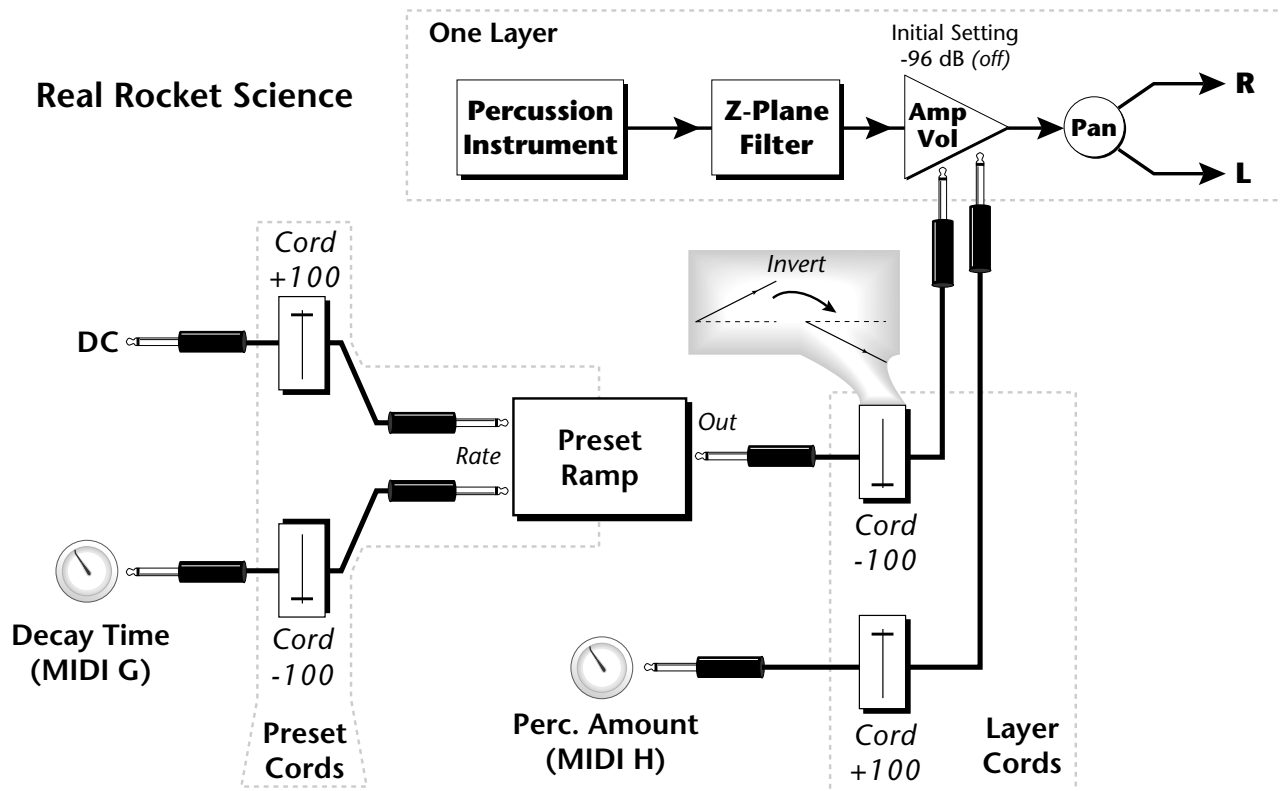 One Layer
Initial Setting
-96 dB (off)
Real Rocket Science
Percussion
Instrument
Z-Plane
Filter
Amp
Vol
Pan
R
L
Cord
+100
Invert
DC
Rate
Preset
Ramp
Out
Cord
-100
Decay Time
(MIDI G)
Cord
-100
Preset
Cords
Perc. Amount
(MIDI H)
Cord
+100
Layer
Cords